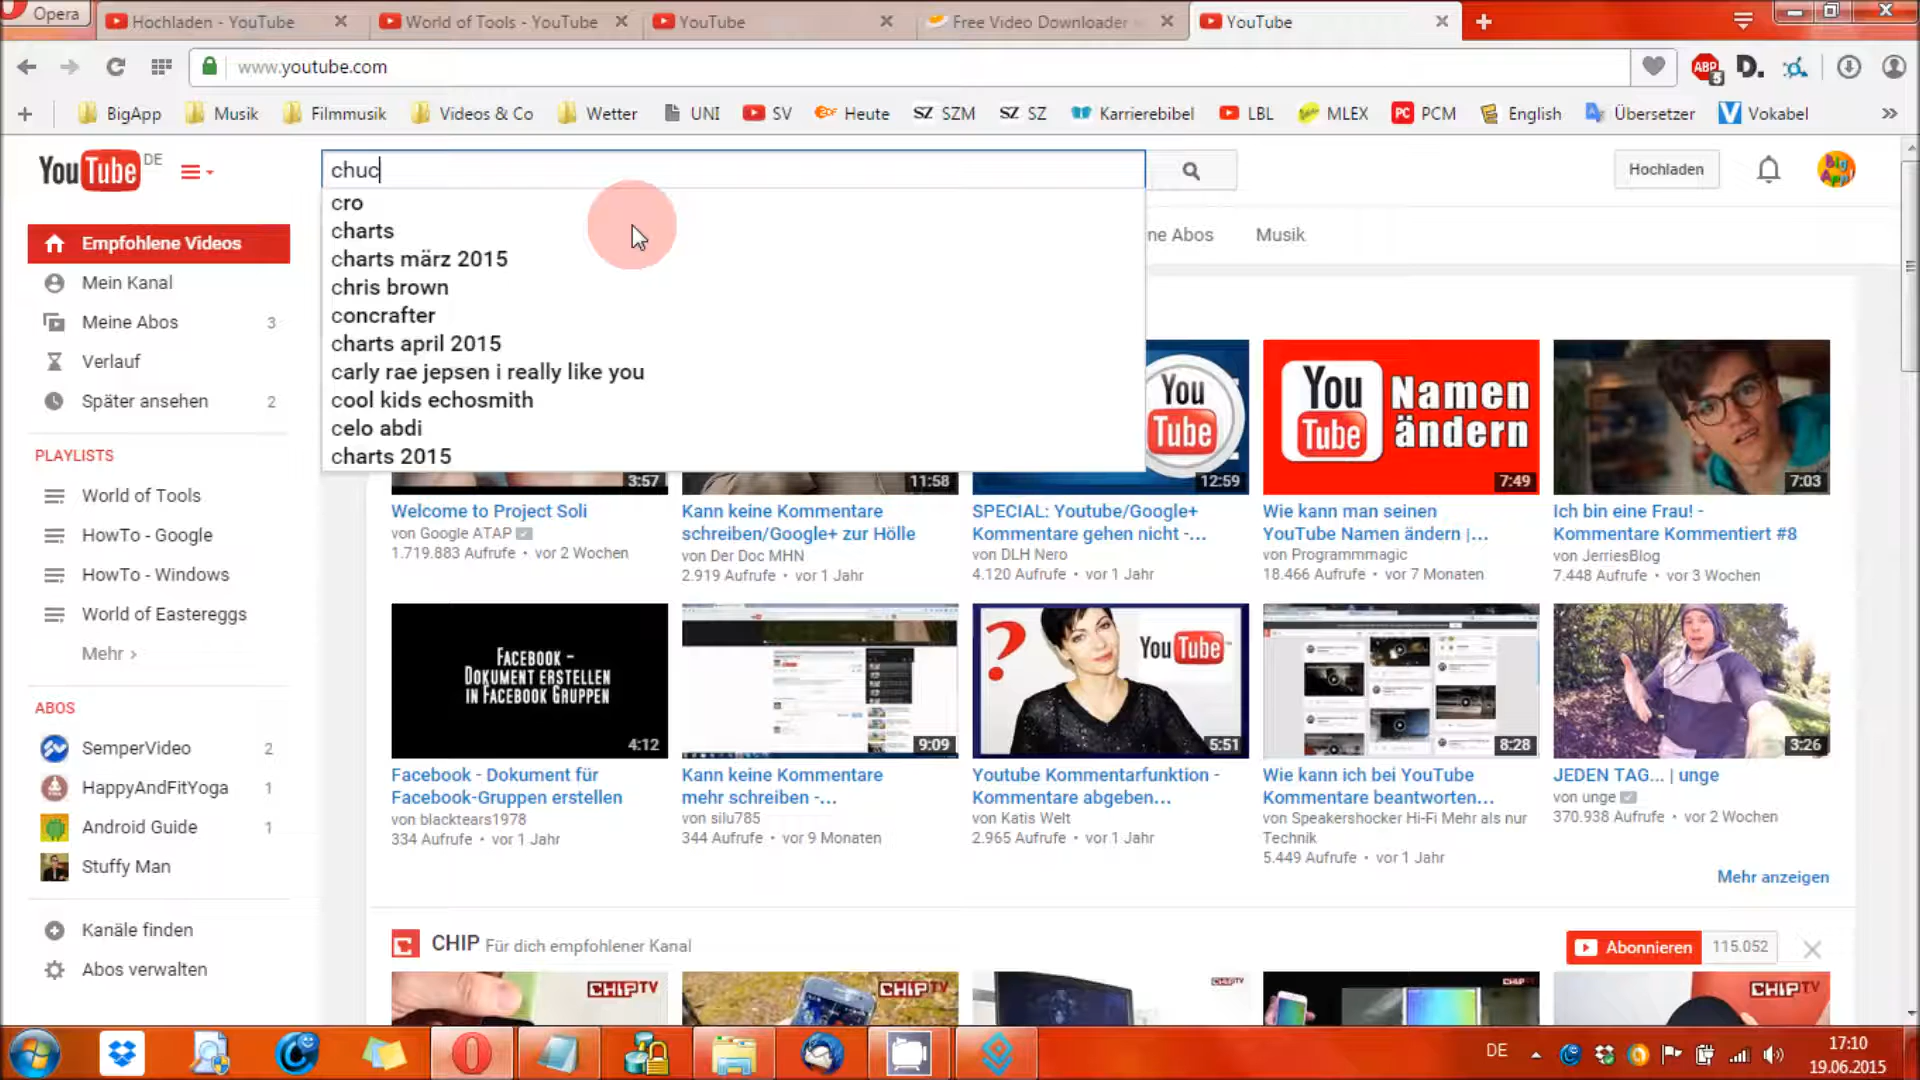 Opera
Hochladen - YouTube
World of Tools - YouTube
YouTube
Free Video Downloader
YouTube
www.youtube.com
ABP
5
D.
BigApp
Musik
Filmmusik
Videos & Co
Wetter
UNI
SV
Heute
SZ SZM
SZ SZ
Karrierebibel
LBL
MLEX
PC PCM
English
Übersetzer
V Vokabel
YouTube DE
chuc
Hochladen
Big App
cro
charts
charts märz 2015
chris brown
concrafter
charts april 2015
carly rae jepsen i really like you
cool kids echosmith
celo abdi
charts 2015
ne Abos
Musik
Empfohlene Videos
Mein Kanal
Meine Abos 3
Verlauf
Später ansehen 2
PLAYLISTS
World of Tools
HowTo - Google
HowTo - Windows
World of Eastereggs
Mehr
ABOS
SemperVideo 2
HappyAndFitYoga 1
Android Guide 1
Stuffy Man
Kanäle finden
Abos verwalten
3:57
11:58
You Tube
12:59
You Tube Namen ändern
7:49
7:03
Welcome to Project Soli
von Google ATAP
1.719.883 Aufrufe • vor 2 Wochen
Kann keine Kommentare
schreiben/Google+ zur Hölle
von Der Doc MHN
2.919 Aufrufe • vor 1 Jahr
SPECIAL: Youtube/Google+
Kommentare gehen nicht -...
von DLH Nero
4.120 Aufrufe • vor 1 Jahr
Wie kann man seinen
YouTube Namen ändern |...
von Programmmagic
18.466 Aufrufe • vor 7 Monaten
Ich bin eine Frau! -
Kommentare Kommentiert #8
von JerriesBlog
7.448 Aufrufe • vor 3 Wochen
FACEBOOK -
DOKUMENT ERSTELLEN
IN FACEBOOK GRUPPEN
4:12
9:09
? YouTube
5:51
8:28
3:26
Facebook - Dokument für
Facebook-Gruppen erstellen
von blacktears1978
334 Aufrufe • vor 1 Jahr
Kann keine Kommentare
mehr schreiben -...
von silu785
344 Aufrufe • vor 9 Monaten
Youtube Kommentarfunktion -
Kommentare abgeben...
von Katis Welt
2.965 Aufrufe • vor 1 Jahr
Wie kann ich bei YouTube
Kommentare beantworten...
von Speakershocker Hi-Fi Mehr als nur
Technik
5.449 Aufrufe • vor 1 Jahr
JEDEN TAG... | unge
von unge
370.938 Aufrufe • vor 2 Wochen
Mehr anzeigen
CHIP Für dich empfohlener Kanal
Abonnieren 115.052
CHIPTV
CHIPTV
CHIPTV
CHIPTV
CHIPTV
DE
17:10
19.06.2015